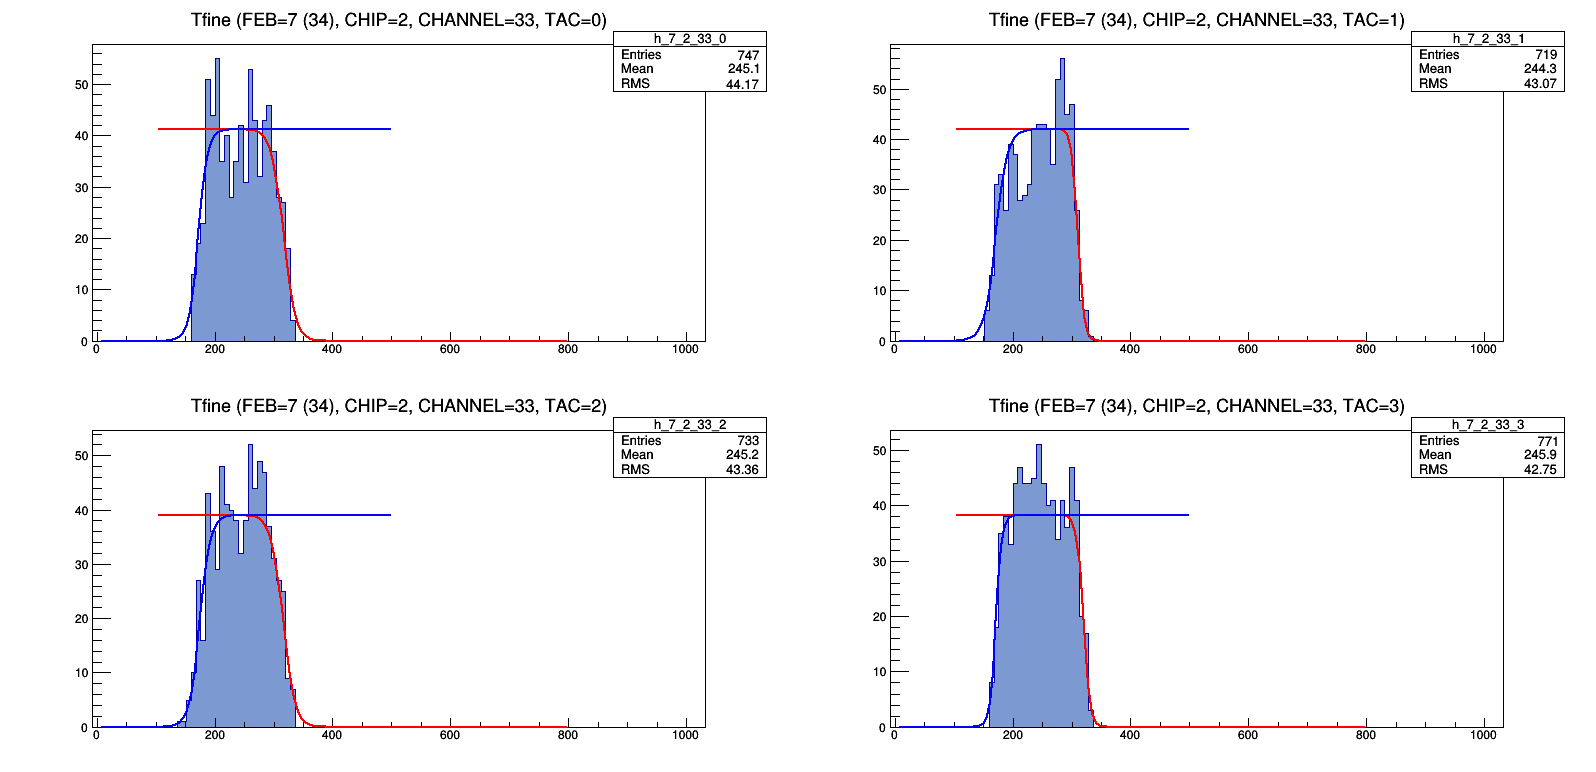 Tfine (FEB=7 (34), CHIP=2, CHANNEL=33, TAC=0)
h_7_2_33_0
Entries 747
Mean 245.1
RMS 44.17
50
40
30
20
10
0
0 200 400 600 800 1000
Tfine (FEB=7 (34), CHIP=2, CHANNEL=33, TAC=1)
h_7_2_33_1
Entries 719
Mean 244.3
RMS 43.07
50
40
30
20
10
0
0 200 400 600 800 1000
Tfine (FEB=7 (34), CHIP=2, CHANNEL=33, TAC=2)
h_7_2_33_2
Entries 733
Mean 245.2
RMS 43.36
50
40
30
20
10
0
0 200 400 600 800 1000
Tfine (FEB=7 (34), CHIP=2, CHANNEL=33, TAC=3)
h_7_2_33_3
Entries 771
Mean 245.9
RMS 42.75
50
40
30
20
10
0
0 200 400 600 800 1000